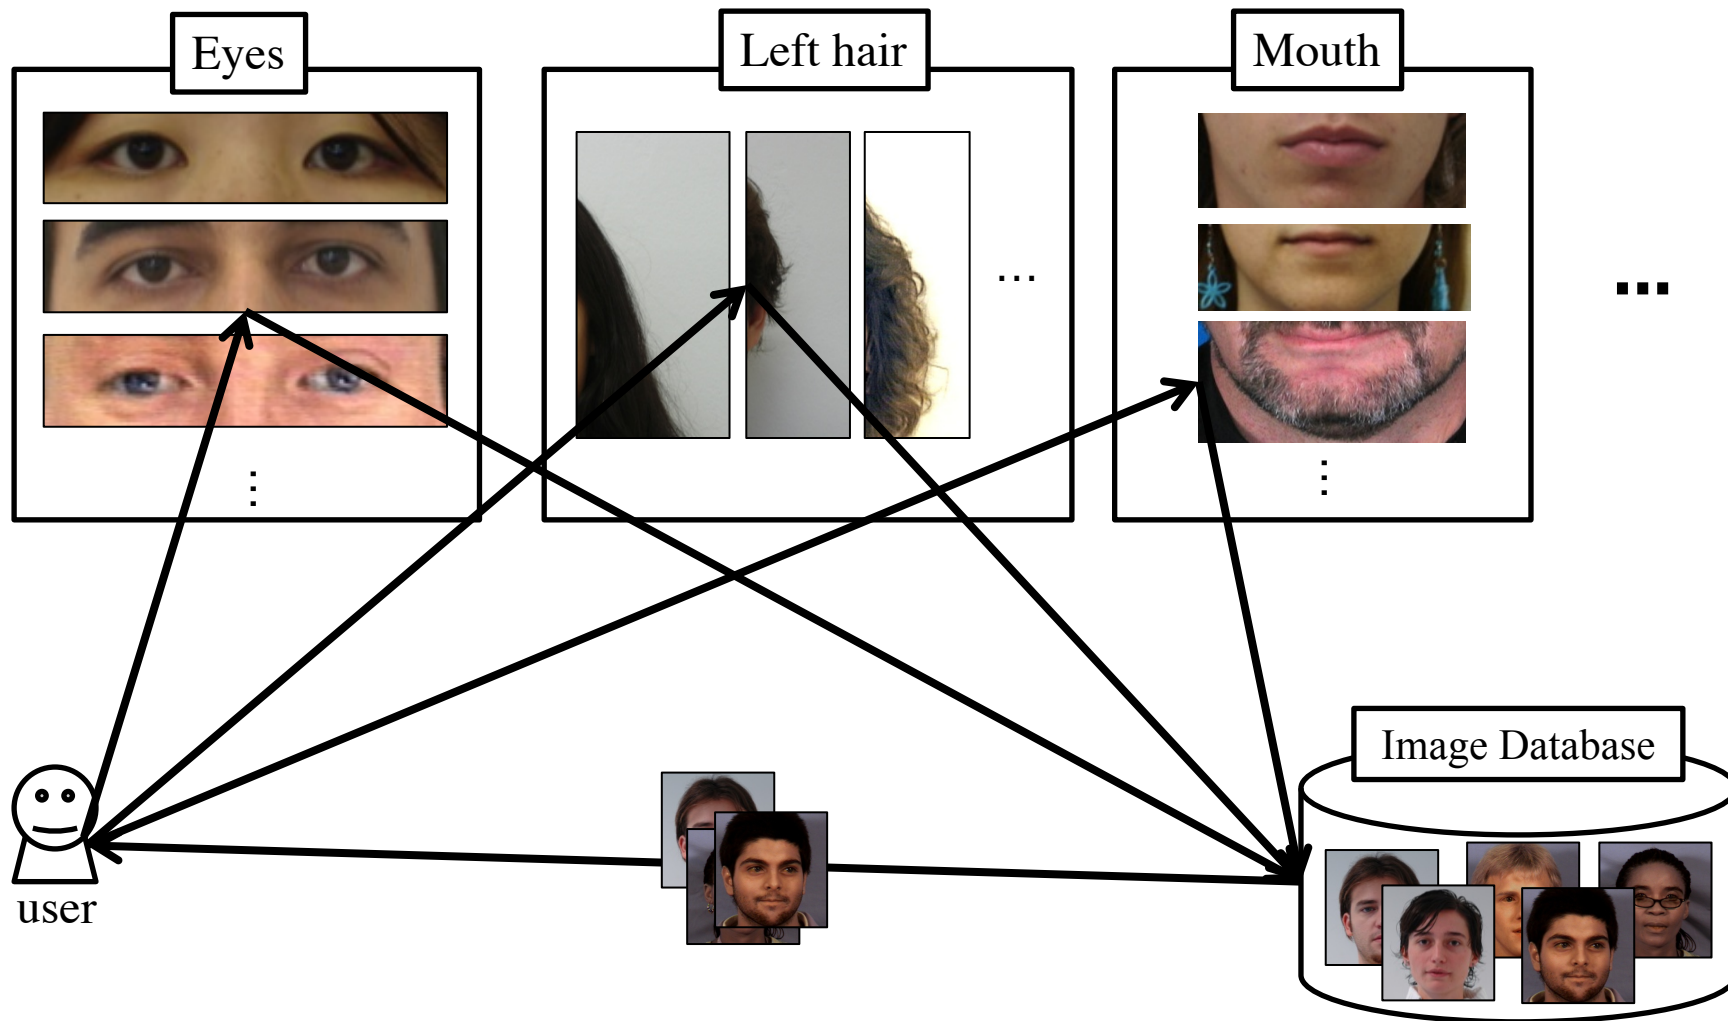 Eyes
Left hair
Mouth
...
...
⋮
⋮
Image Database
user